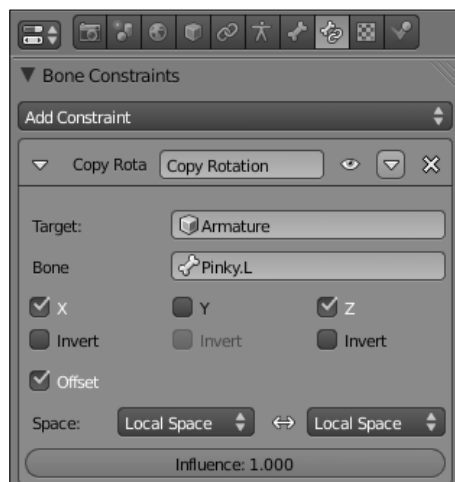 Bone Constraints
Add Constraint
Copy Rota Copy Rotation
Target: Armature
Bone Pinky.L
X Y Z
Invert Invert Invert
Offset
Space: Local Space Local Space
Influence: 1.000